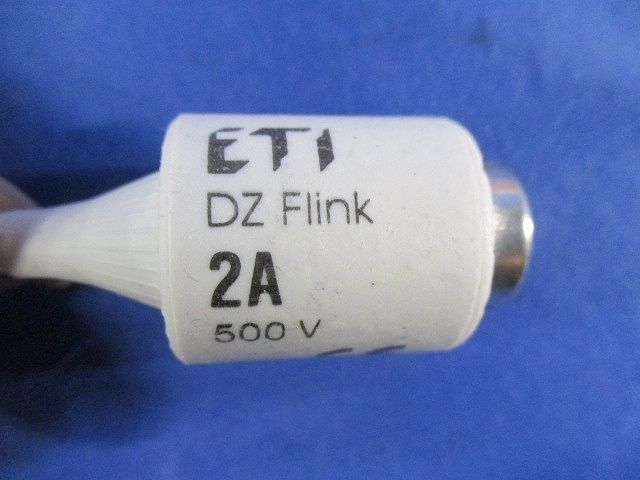 ETI
DZ Flink
2A
500 V